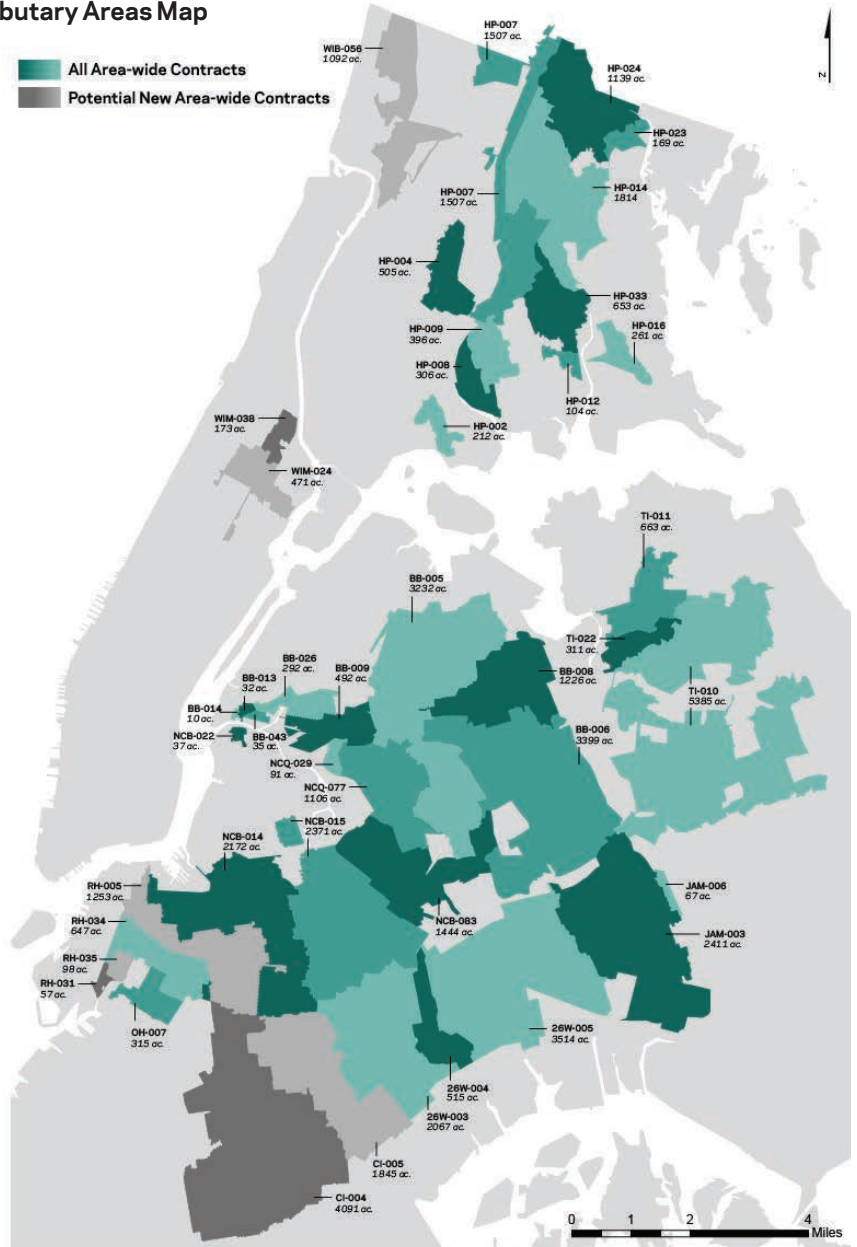 butary Areas Map
All Area-wide Contracts
Potential New Area-wide Contracts
N
WIB-056
1092 ac.
HP-007
1507 ac.
HP-024
1139 ac.
HP-023
169 ac.
HP-007
1507 ac.
HP-014
1814
HP-004
505 ac.
HP-033
653 ac.
HP-009
396 ac.
HP-016
261 ac.
HP-008
306 ac.
HP-012
104 ac.
HP-002
212 ac.
WIM-038
173 ac.
WIM-024
471 ac.
TI-011
663 ac.
BB-005
3232 ac.
TI-022
311 ac.
BB-026
292 ac.
BB-009
492 ac.
BB-008
1226 ac.
BB-013
32 ac.
TI-010
5385 ac.
BB-014
10 ac.
NCB-022
37 ac.
BB-043
35 ac.
BB-006
3399 ac.
NCQ-029
91 ac.
NCQ-077
1106 ac.
NCB-015
2371 ac.
NCB-014
2172 ac.
RH-005
1253 ac.
JAM-006
67 ac.
RH-034
647 ac.
NCB-083
1444 ac.
JAM-003
2411 ac.
RH-035
98 ac.
RH-031
57 ac.
OH-007
315 ac.
26W-005
3514 ac.
26W-004
515 ac.
26W-003
2067 ac.
CI-005
1845 ac.
CI-004
4091 ac.
0 1 2 4
Miles